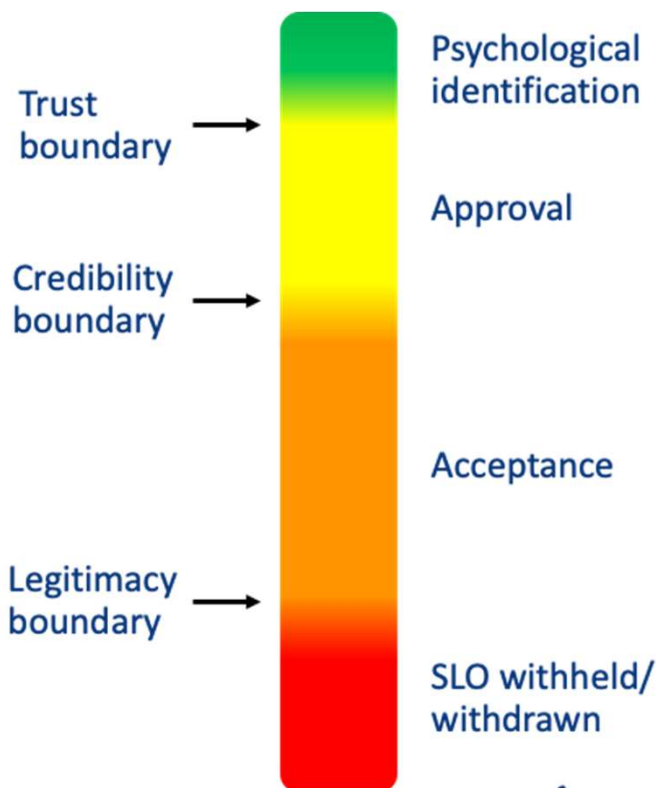 Psychological
identification
Trust
boundary
Approval
Credibility
boundary
Acceptance
Legitimacy
boundary
SLO withheld/
withdrawn